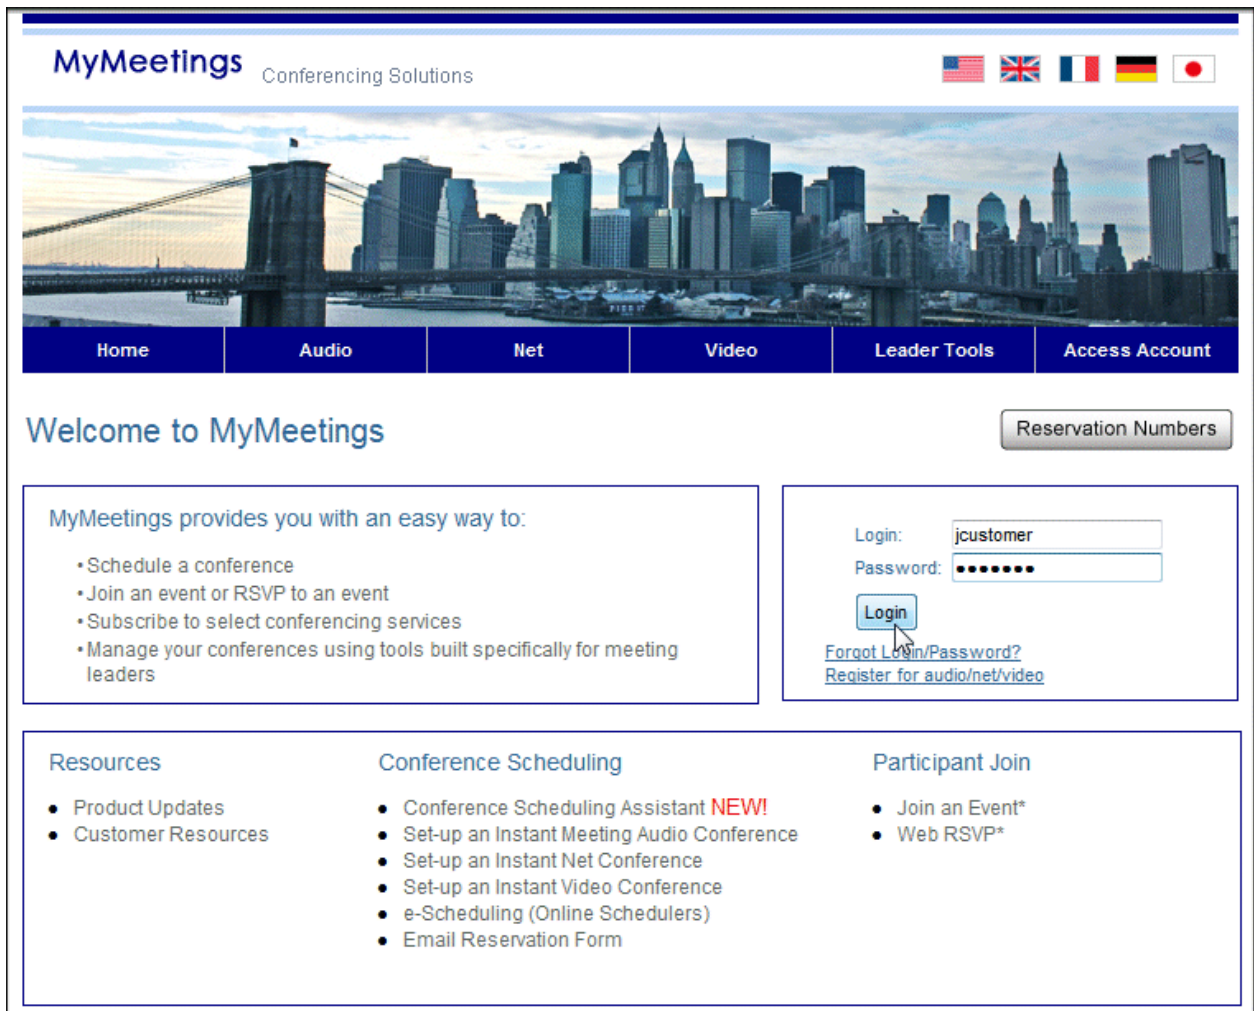 MyMeetings Conferencing Solutions
PIER 17
Home Audio Net Video Leader Tools Access Account
Welcome to MyMeetings
Reservation Numbers
MyMeetings provides you with an easy way to:
• Schedule a conference
• Join an event or RSVP to an event
• Subscribe to select conferencing services
• Manage your conferences using tools built specifically for meeting
leaders
Login: jcustomer
Password: •••••••
Login
Forgot Login/Password?
Register for audio/net/video
Resources
• Product Updates
• Customer Resources
Conference Scheduling
• Conference Scheduling Assistant NEW!
• Set-up an Instant Meeting Audio Conference
• Set-up an Instant Net Conference
• Set-up an Instant Video Conference
• e-Scheduling (Online Schedulers)
• Email Reservation Form
Participant Join
• Join an Event*
• Web RSVP*